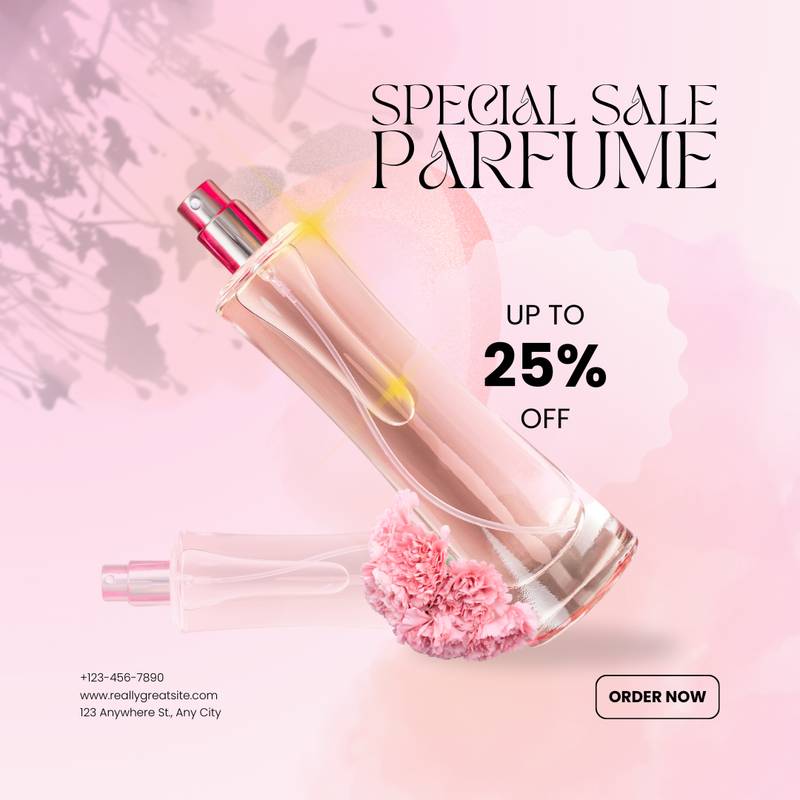 SPECIAL SALE
PARFUME
UP TO
25%
OFF
+123-456-7890
www.reallygreatsite.com
123 Anywhere St., Any City
ORDER NOW